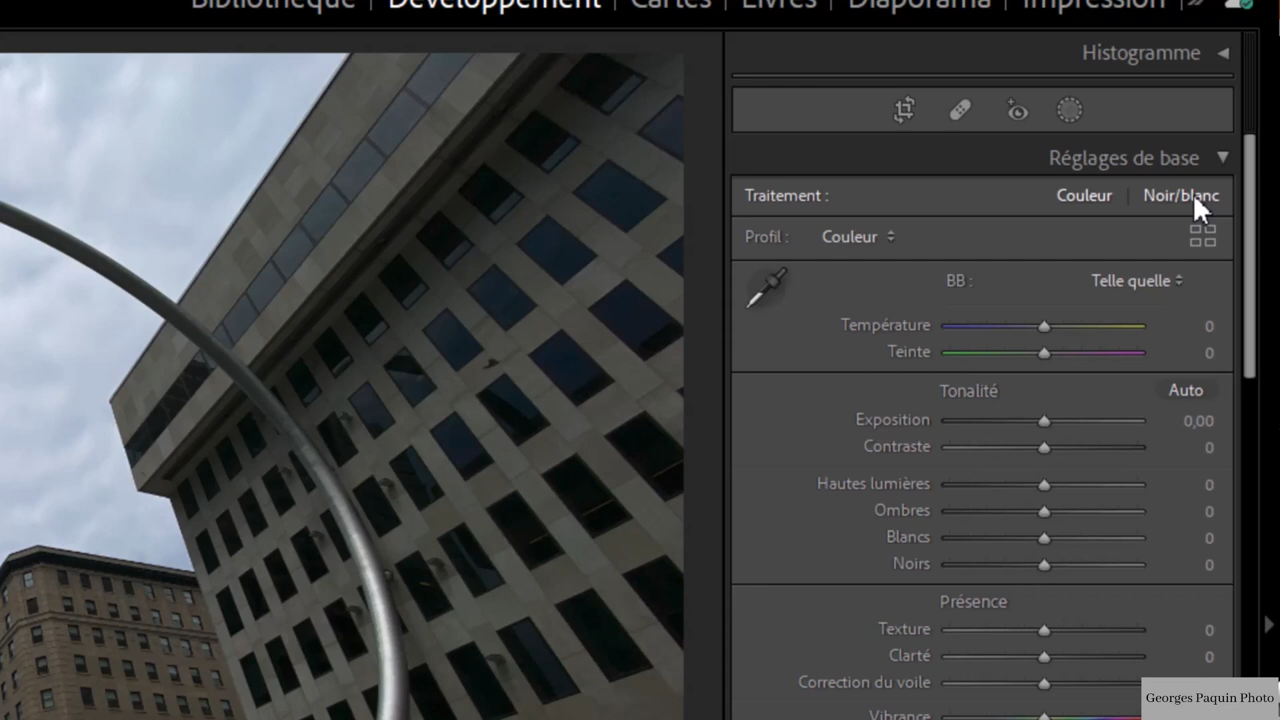 Bibliothèque | Développement | Cartes | Livres | Diaporama | Impression |
Histogramme
Réglages de base
Traitement : Couleur | Noir/blanc
Profil : Couleur
BB : Telle quelle
Température 0
Teinte 0
Tonalité Auto
Exposition 0,00
Contraste 0
Hautes lumières 0
Ombres 0
Blancs 0
Noirs 0
Présence
Texture 0
Clarté 0
Correction du voile
Vibrance
Georges Paquin Photo